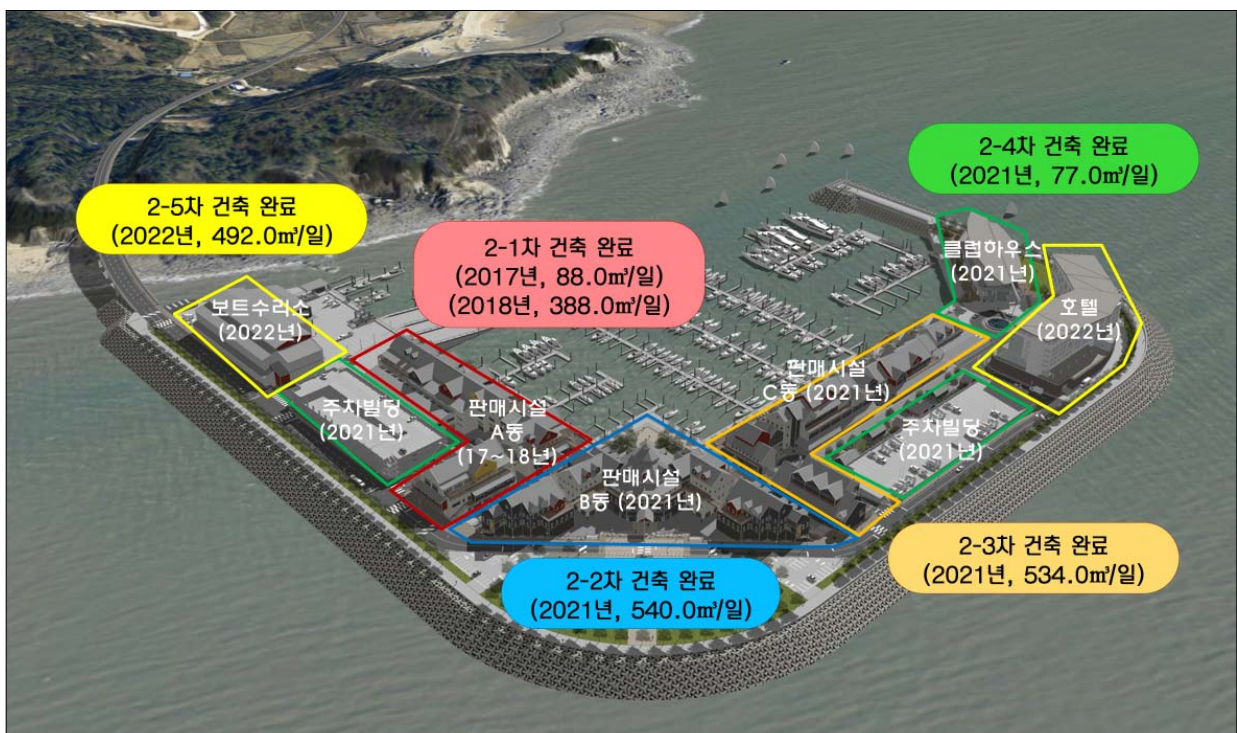 2-4차 건축 완료
(2021년, 77.0㎥/일)
2-5차 건축 완료
(2022년, 492.0㎥/일)
2-1차 건축 완료
(2017년, 88.0㎥/일)
(2018년, 388.0㎥/일)
클럽하우스
(2021년)
호텔
(2022년)
보트수리소
(2022년)
주차빌딩
(2021년)
판매시설
A동
(17~18년)
판매시설
C동 (2021년)
주차빌딩
(2021년)
판매시설
B동 (2021년)
2-3차 건축 완료
(2021년, 534.0㎥/일)
2-2차 건축 완료
(2021년, 540.0㎥/일)